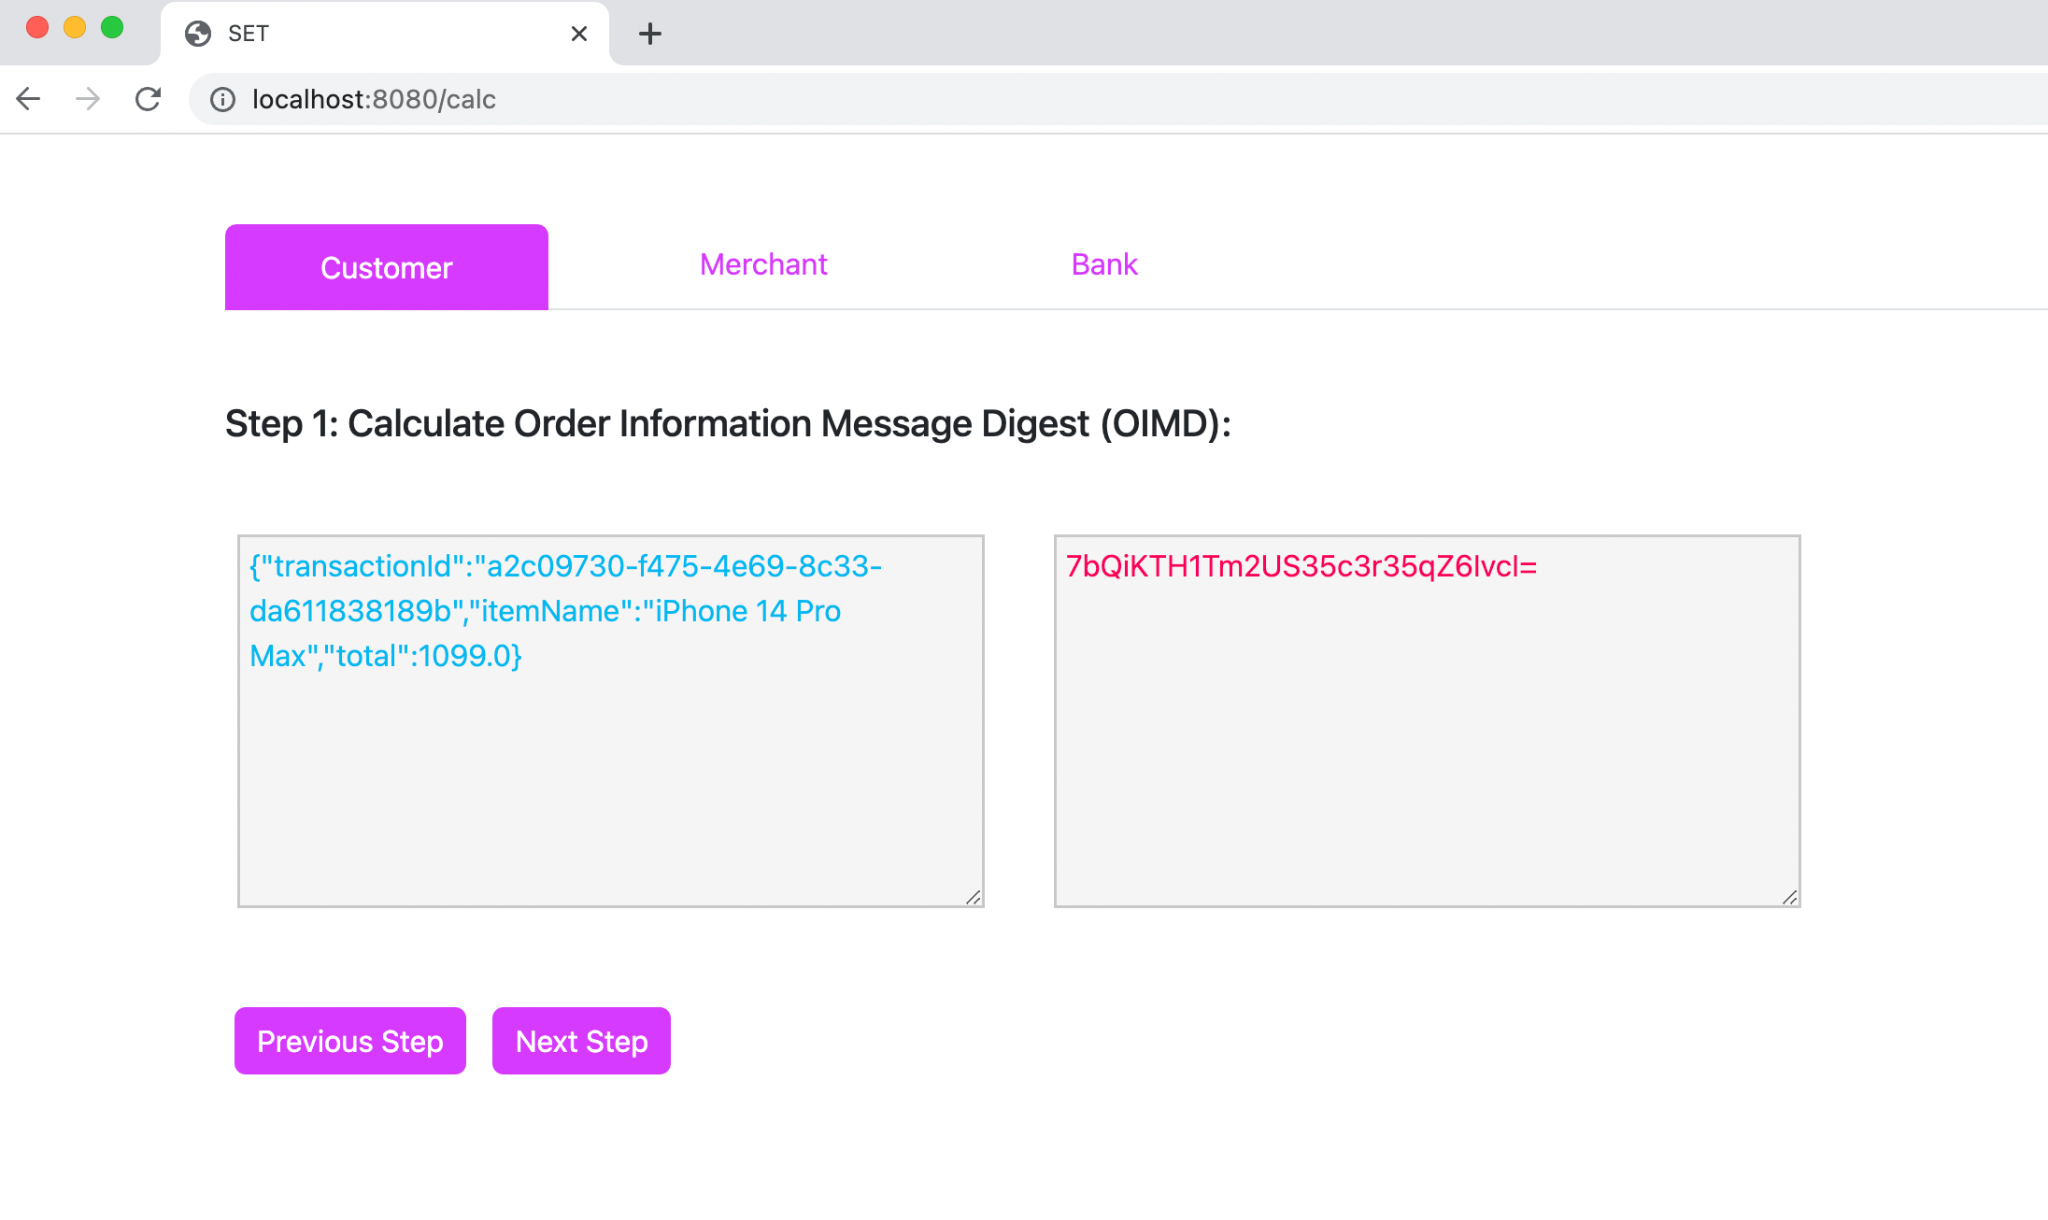 SET
localhost:8080/calc
Customer
Merchant
Bank
Step 1: Calculate Order Information Message Digest (OIMD):
{"transactionId":"a2c09730-f475-4e69-8c33-
da611838189b","itemName":"iPhone 14 Pro
Max","total":1099.0}
7bQiKTH1Tm2US35c3r35qZ6Ivcl=
Previous Step
Next Step